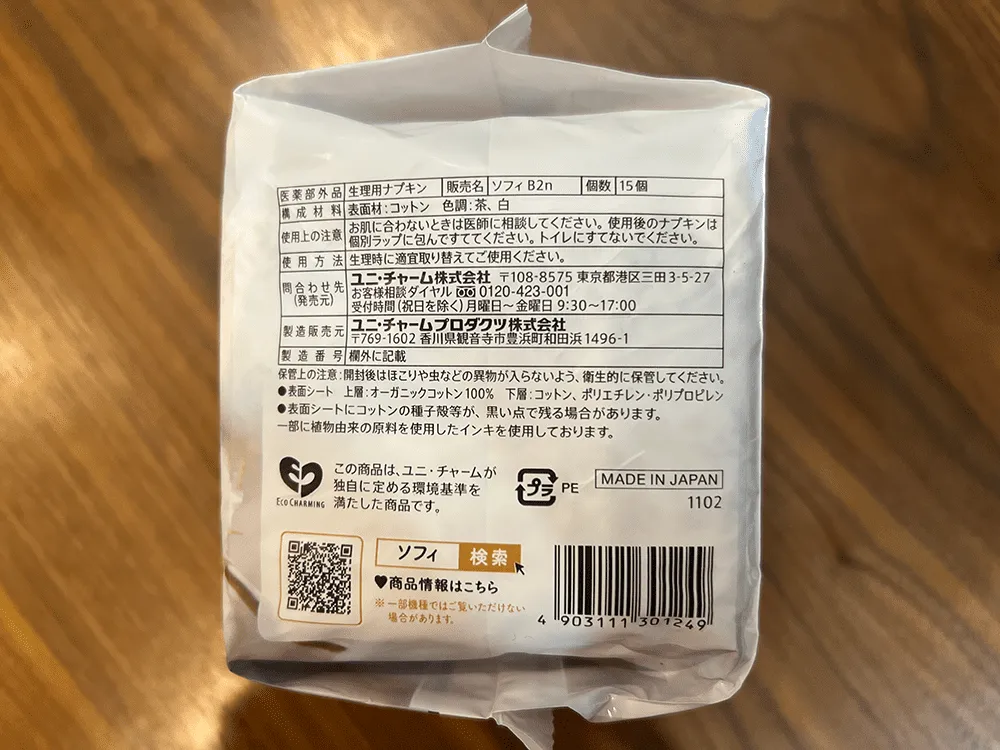 医薬部外品 生理用ナプキン 販売名 ソフィ B2n 個数 15個
構成材料 表面材:コットン 色調:茶、白
使用上の注意 お肌に合わないときは医師に相談してください。使用後のナプキンは
個別ラップに包んですててください。トイレにすてないでください。
使用方法 生理時に適宜取り替えてご使用ください。
問合わせ先(発売元) ユニ・チャーム株式会社 〒108-8575 東京都港区三田3-5-27
お客様相談ダイヤル 0120-423-001
受付時間(祝日を除く)月曜日~金曜日 9:30~17:00
製造販売元 ユニ・チャームプロダクツ株式会社
〒769-1602 香川県観音寺市豊浜町和田浜1496-1
製造番号 欄外に記載
保管上の注意:開封後はほこりや虫などの異物が入らないよう、衛生的に保管してください。
●表面シート 上層:オーガニックコットン100% 下層:コットン、ポリエチレン・ポリプロピレン
●表面シートにコットンの種子殻等が、黒い点で残る場合があります。
一部に植物由来の原料を使用したインキを使用しております。
この商品は、ユニ・チャームが
独自に定める環境基準を
満たした商品です。
ECO CHARMING
プラ PE
MADE IN JAPAN
1102
ソフィ 検索
♥商品情報はこちら
※一部機種ではご覧いただけない
場合があります。
4 903111 301249